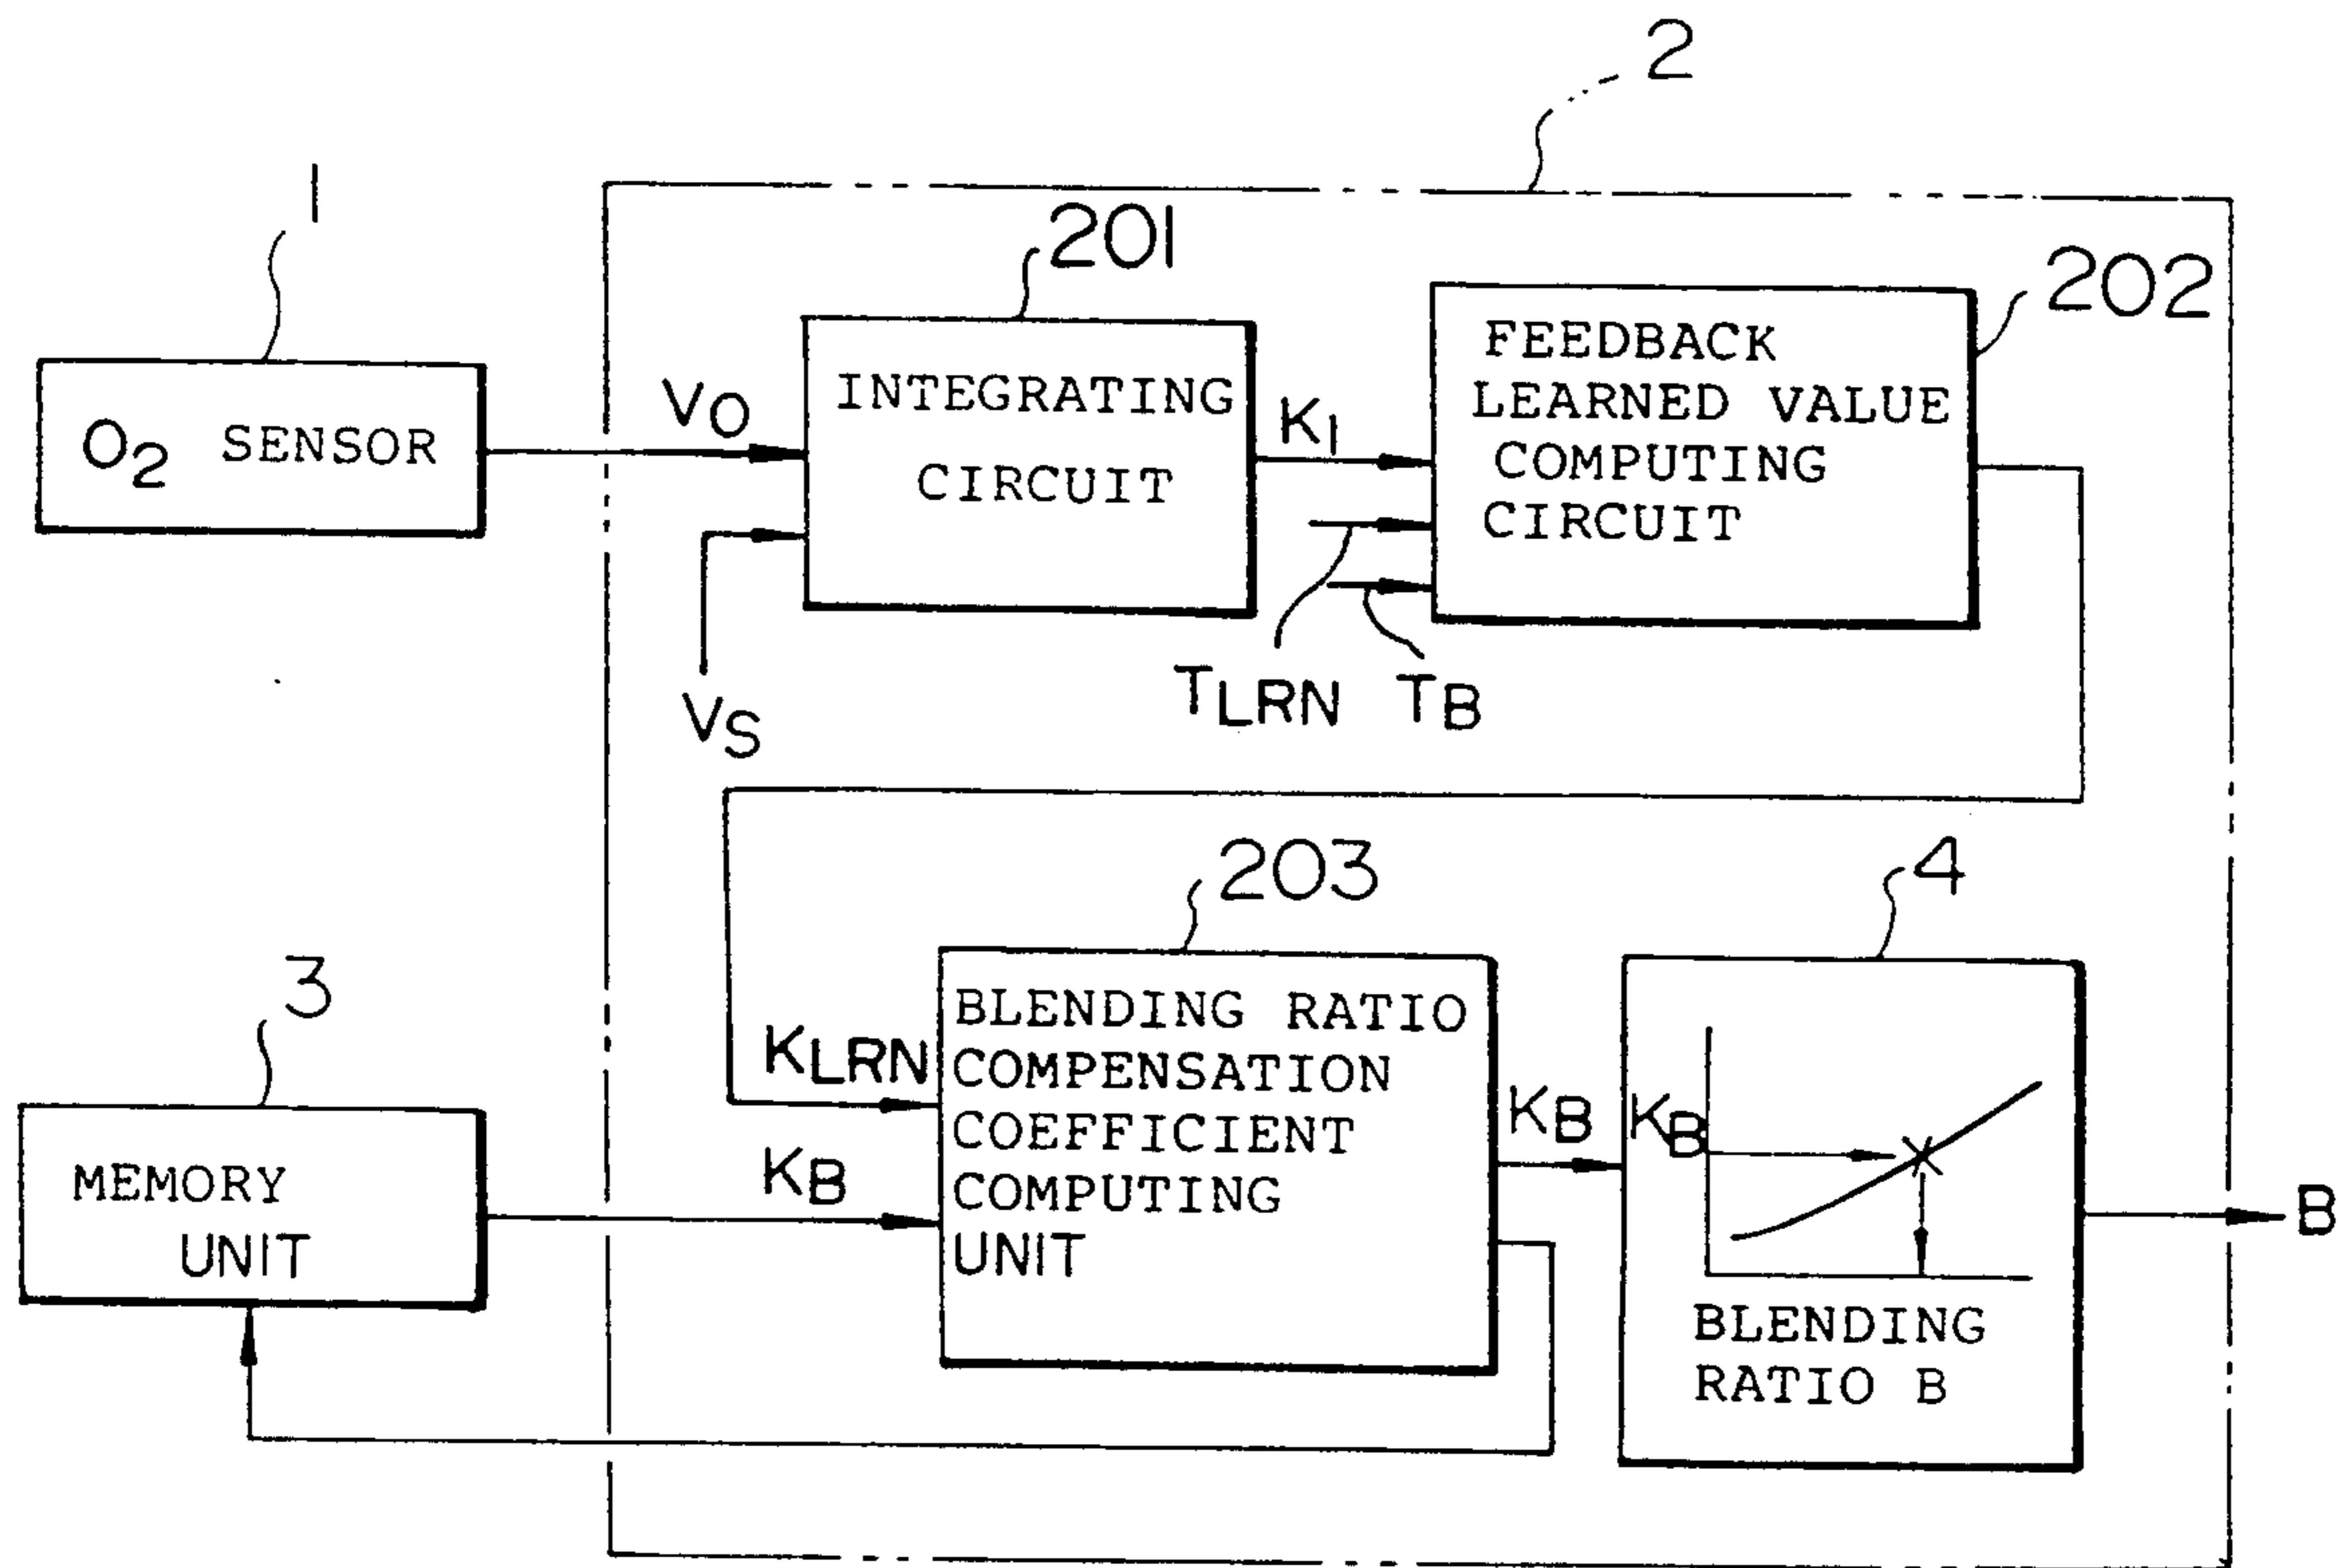 2
1
201
202
O2 SENSOR
VO
INTEGRATING
CIRCUIT
KI
FEEDBACK
LEARNED VALUE
COMPUTING
CIRCUIT
VS
TLRN
TB
203
4
3
MEMORY
UNIT
KLRN
KB
BLENDING RATIO
COMPENSATION
COEFFICIENT
COMPUTING
UNIT
KB
KB
BLENDING
RATIO B
B